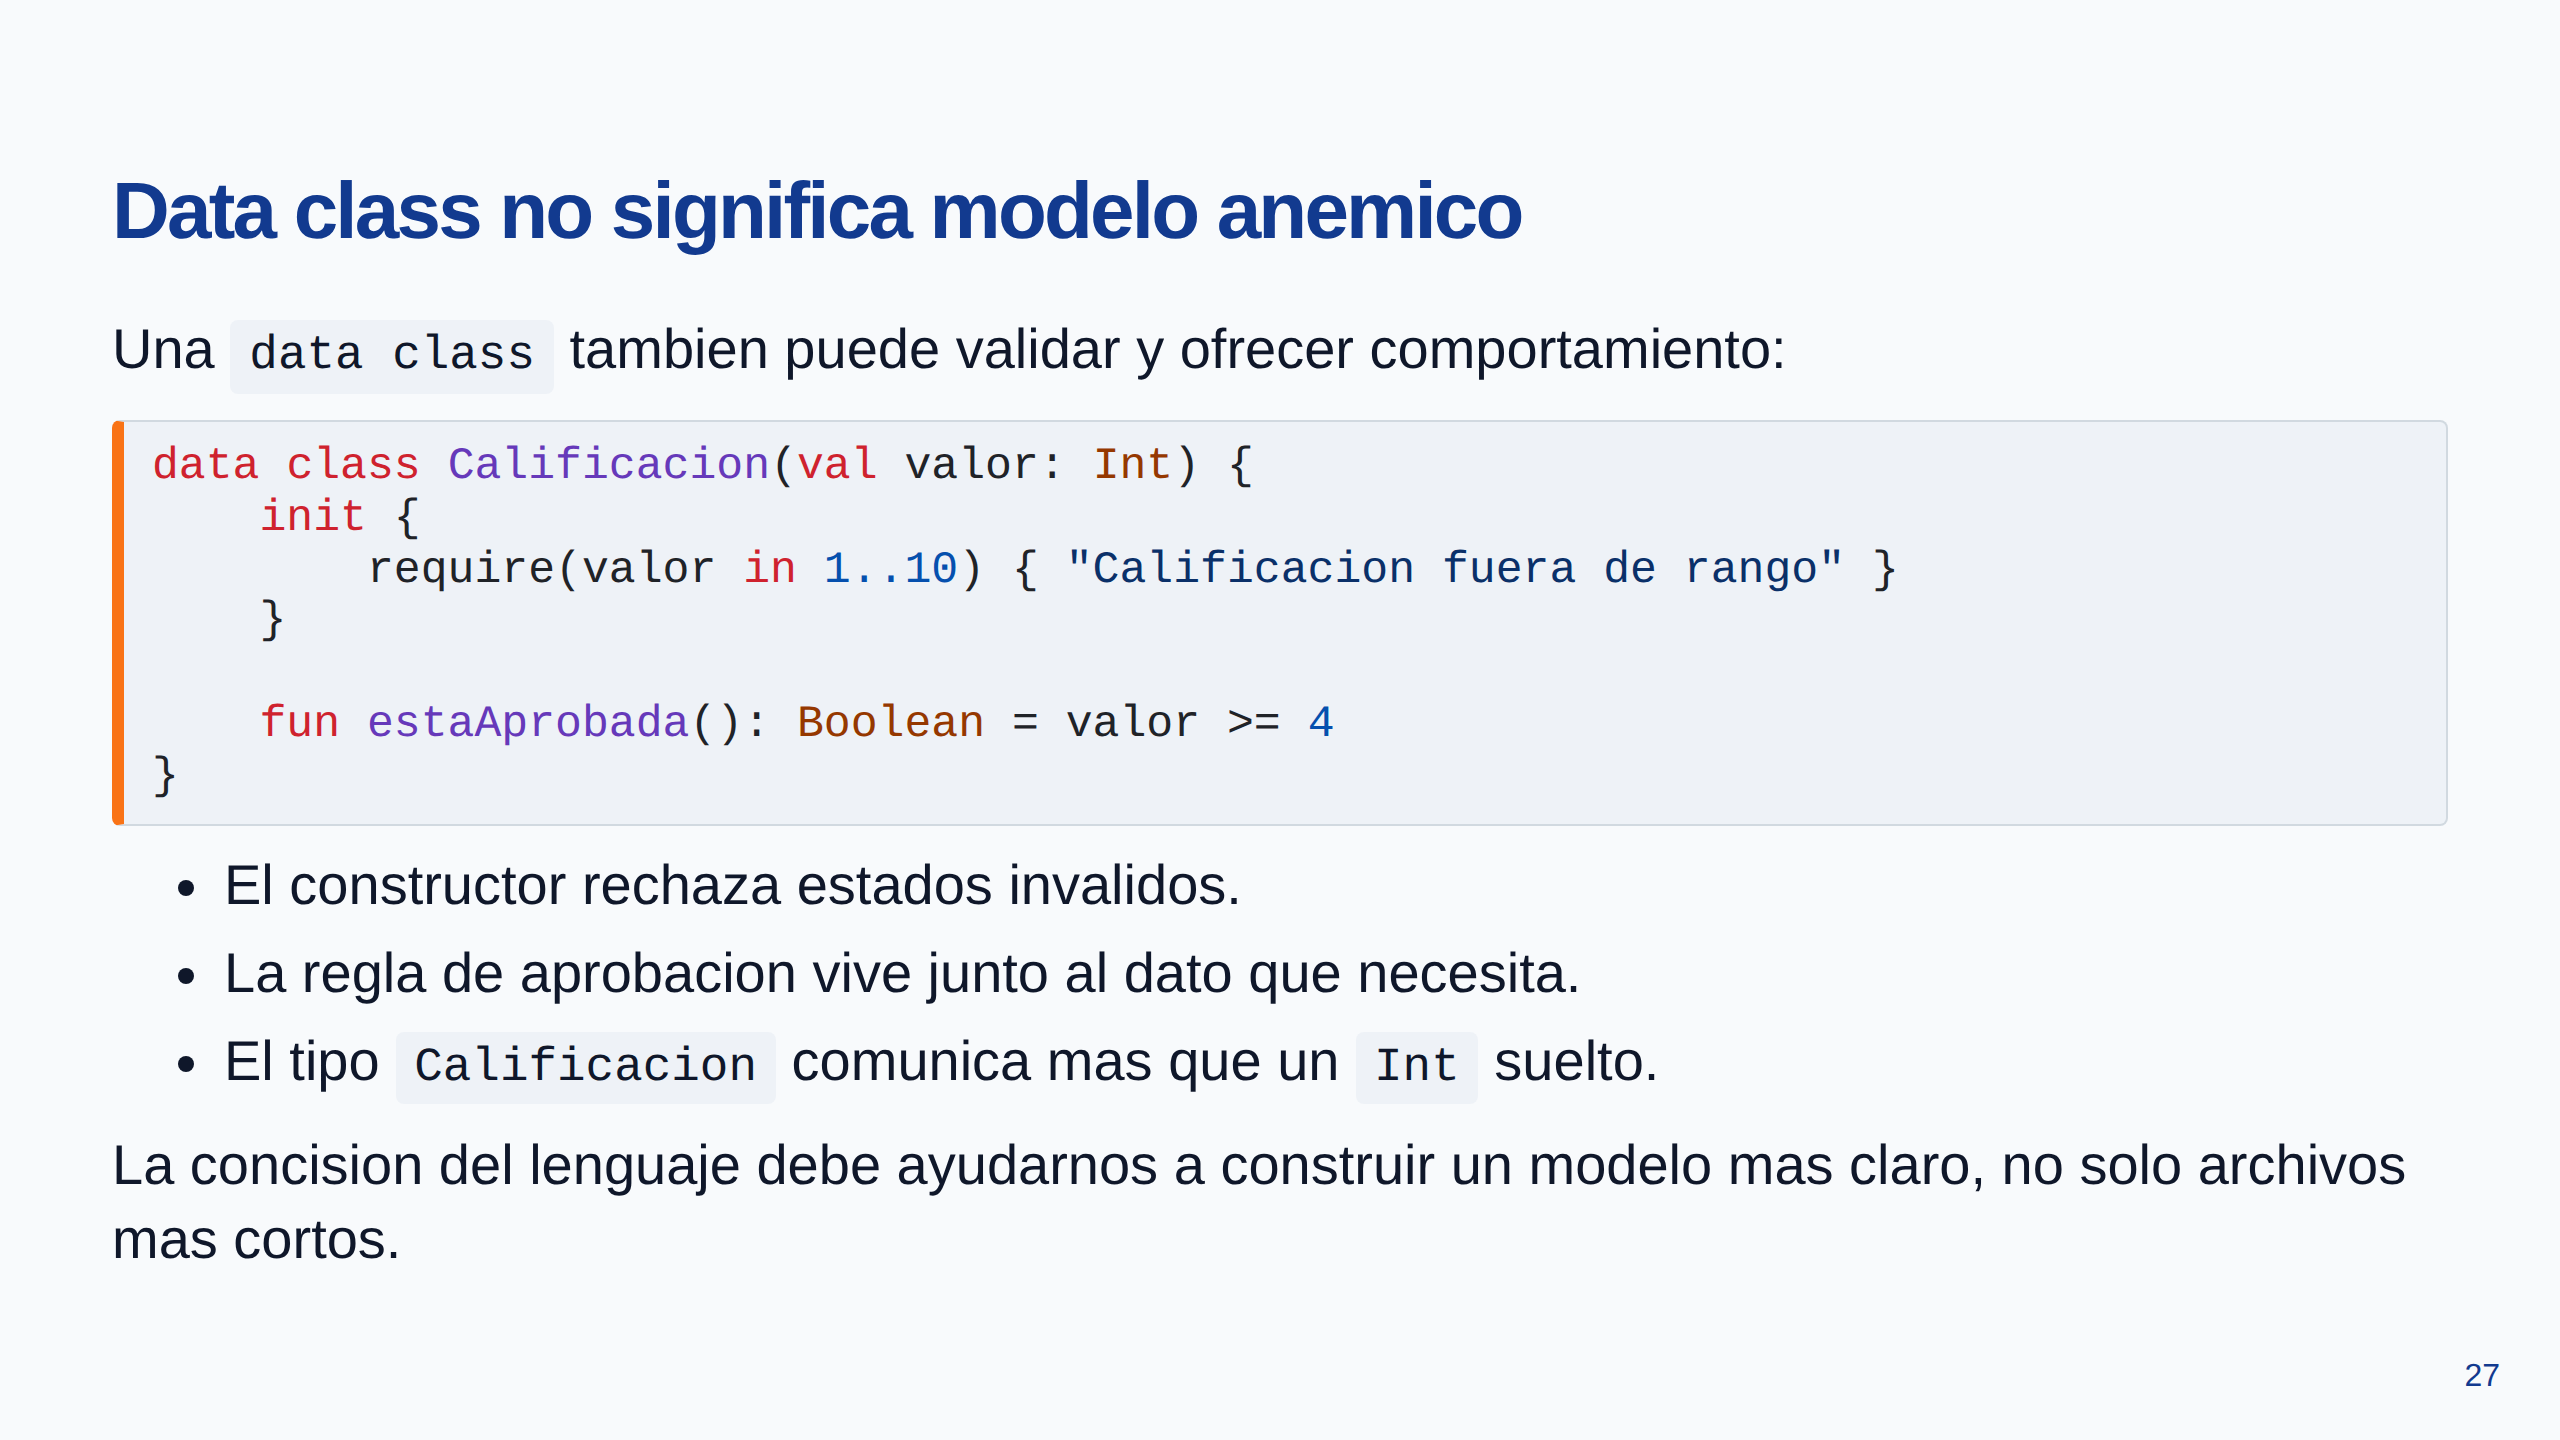 Data class no significa modelo anemico
Una data class tambien puede validar y ofrecer comportamiento:
data class Calificacion(val valor: Int) {
    init {
        require(valor in 1..10) { "Calificacion fuera de rango" }
    }

    fun estaAprobada(): Boolean = valor >= 4
}
• El constructor rechaza estados invalidos.
• La regla de aprobacion vive junto al dato que necesita.
• El tipo Calificacion comunica mas que un Int suelto.
La concision del lenguaje debe ayudarnos a construir un modelo mas claro, no solo archivos
mas cortos.
27